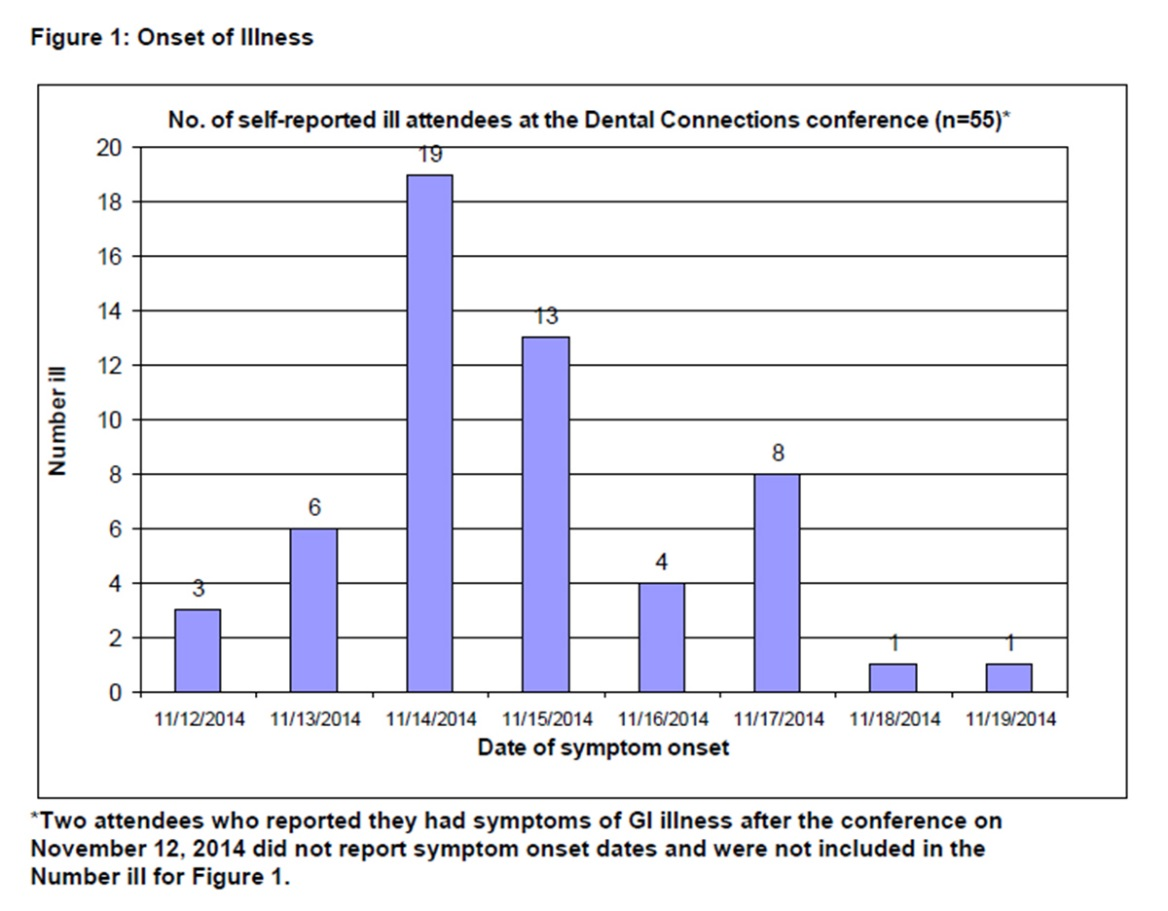 Figure 1: Onset of Illness
No. of self-reported ill attendees at the Dental Connections conference (n=55)*
20
18
16
14
12
10
8
6
4
2
0
Number ill
3
6
19
13
4
8
1
1
11/12/2014 11/13/2014 11/14/2014 11/15/2014 11/16/2014 11/17/2014 11/18/2014 11/19/2014
Date of symptom onset
*Two attendees who reported they had symptoms of GI illness after the conference on
November 12, 2014 did not report symptom onset dates and were not included in the
Number ill for Figure 1.